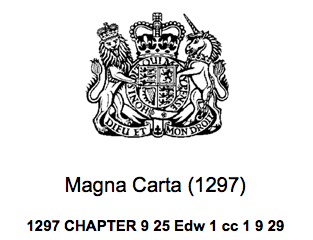 DIEU ET MON DROIT
Magna Carta (1297)
1297 CHAPTER 9 25 Edw 1 cc 1 9 29